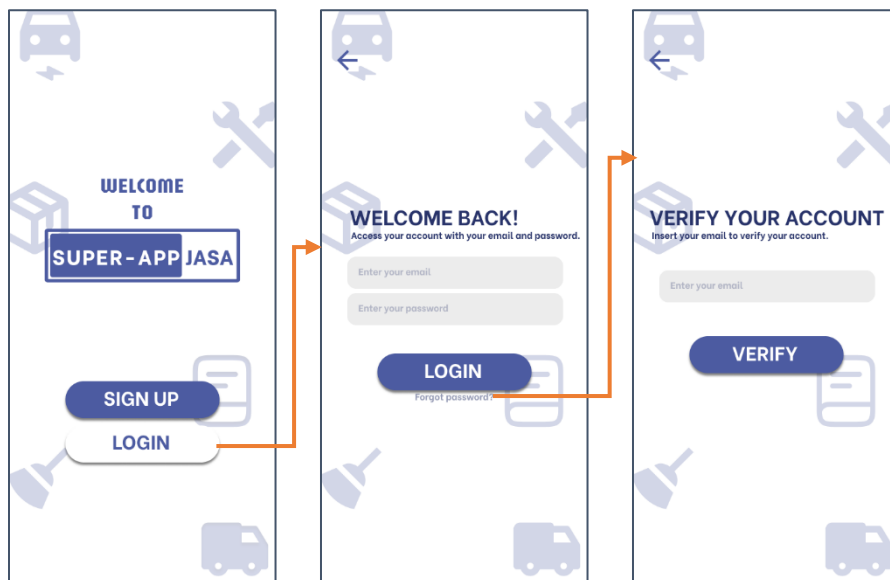 WELCOME
TO
SUPER-APP JASA
SIGN UP
LOGIN
WELCOME BACK!
Access your account with your email and password.
Enter your email
Enter your password
LOGIN
Forgot password?
VERIFY YOUR ACCOUNT
Insert your email to verify your account.
Enter your email
VERIFY